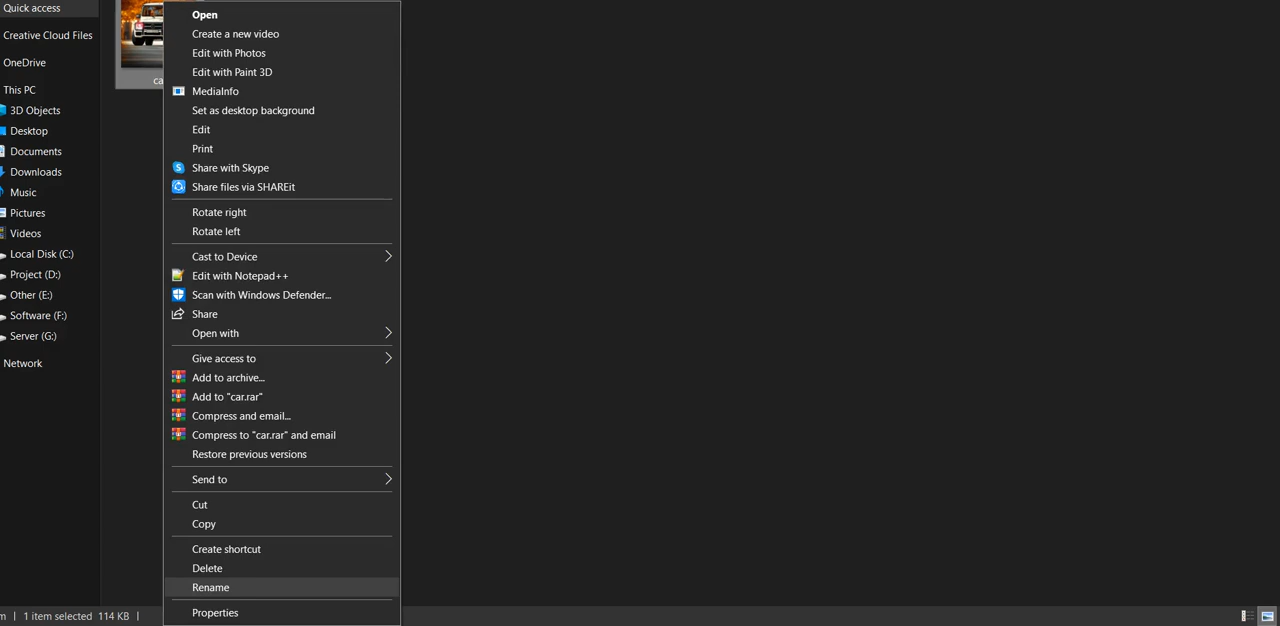 Quick access
Creative Cloud Files
OneDrive
This PC
3D Objects
Desktop
Documents
Downloads
Music
Pictures
Videos
Local Disk (C:)
Project (D:)
Other (E:)
Software (F:)
Server (G:)
Network
Open
Create a new video
Edit with Photos
Edit with Paint 3D
MediaInfo
Set as desktop background
Edit
Print
Share with Skype
Share files via SHAREit
Rotate right
Rotate left
Cast to Device
Edit with Notepad++
Scan with Windows Defender...
Share
Open with
Give access to
Add to archive...
Add to "car.rar"
Compress and email...
Compress to "car.rar" and email
Restore previous versions
Send to
Cut
Copy
Create shortcut
Delete
Rename
Properties
1 item selected 114 KB